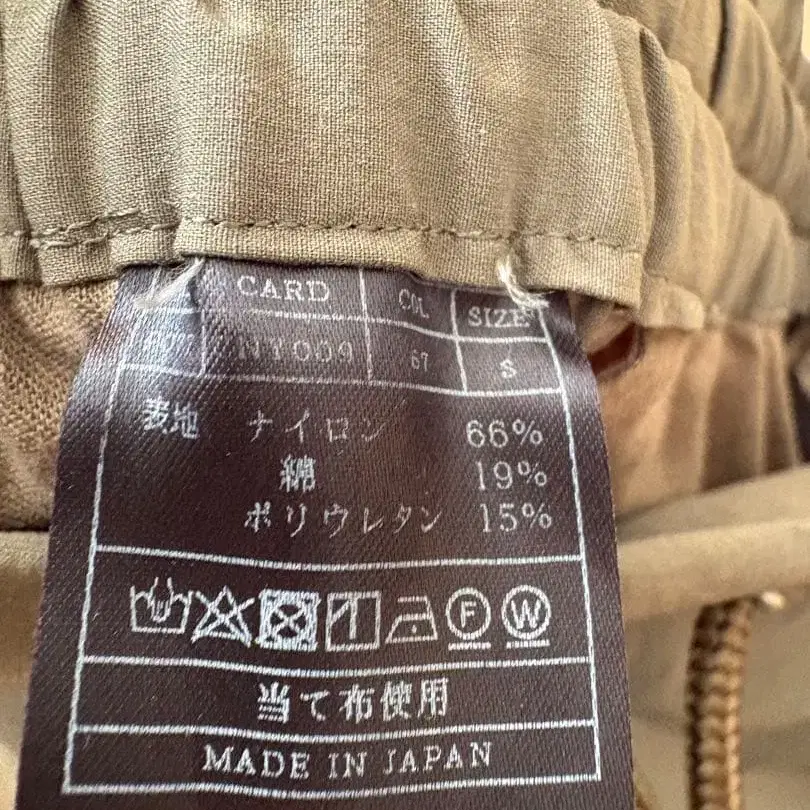 CARD COL. SIZE
NY009 67 S
表地 ナイロン 66%
綿 19%
ポリウレタン 15%
F W
当て布使用
MADE IN JAPAN